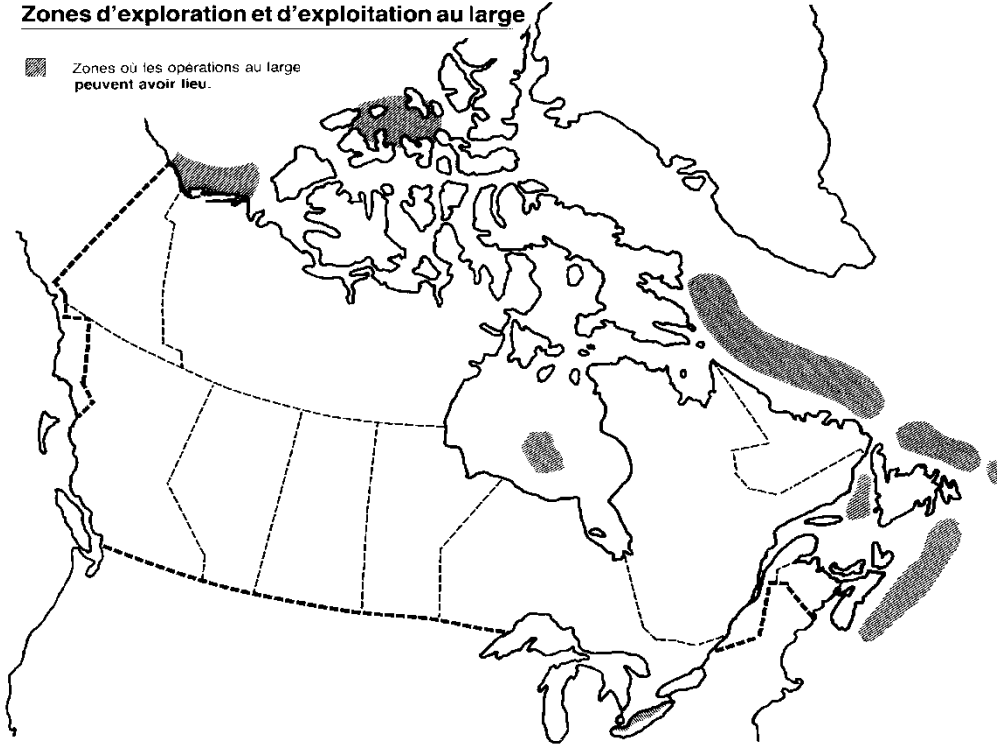 Zones d'exploration et d'exploitation au large
Zones où les opérations au large
peuvent avoir lieu.